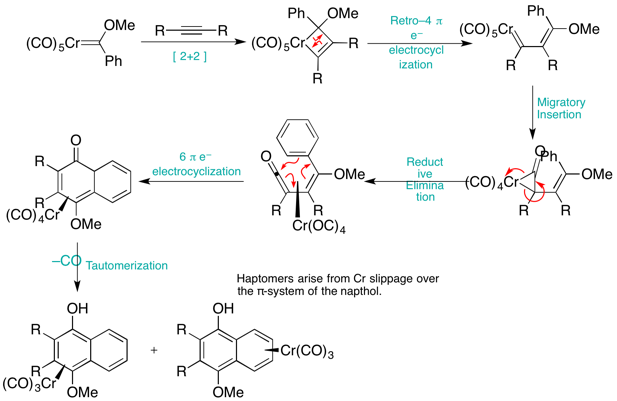 OMe
(CO)5Cr
Ph
R R
[ 2+2 ]
Ph OMe
(CO)5Cr
R
R
Retro–4 π
e–
electrocycl
ization
Ph
(CO)5Cr OMe
R R
Migratory
Insertion
O
Ph
(CO)4Cr OMe
R R
Reduct
ive
Elimina
tion
O
OMe
R R
Cr(OC)4
6 π e–
electrocyclization
O
R
R
(CO)4Cr
OMe
–CO Tautomerization
Haptomers arise from Cr slippage over
the π-system of the napthol.
OH
R
R
(CO)3Cr
OMe
+
OH
R
R
Cr(CO)3
OMe